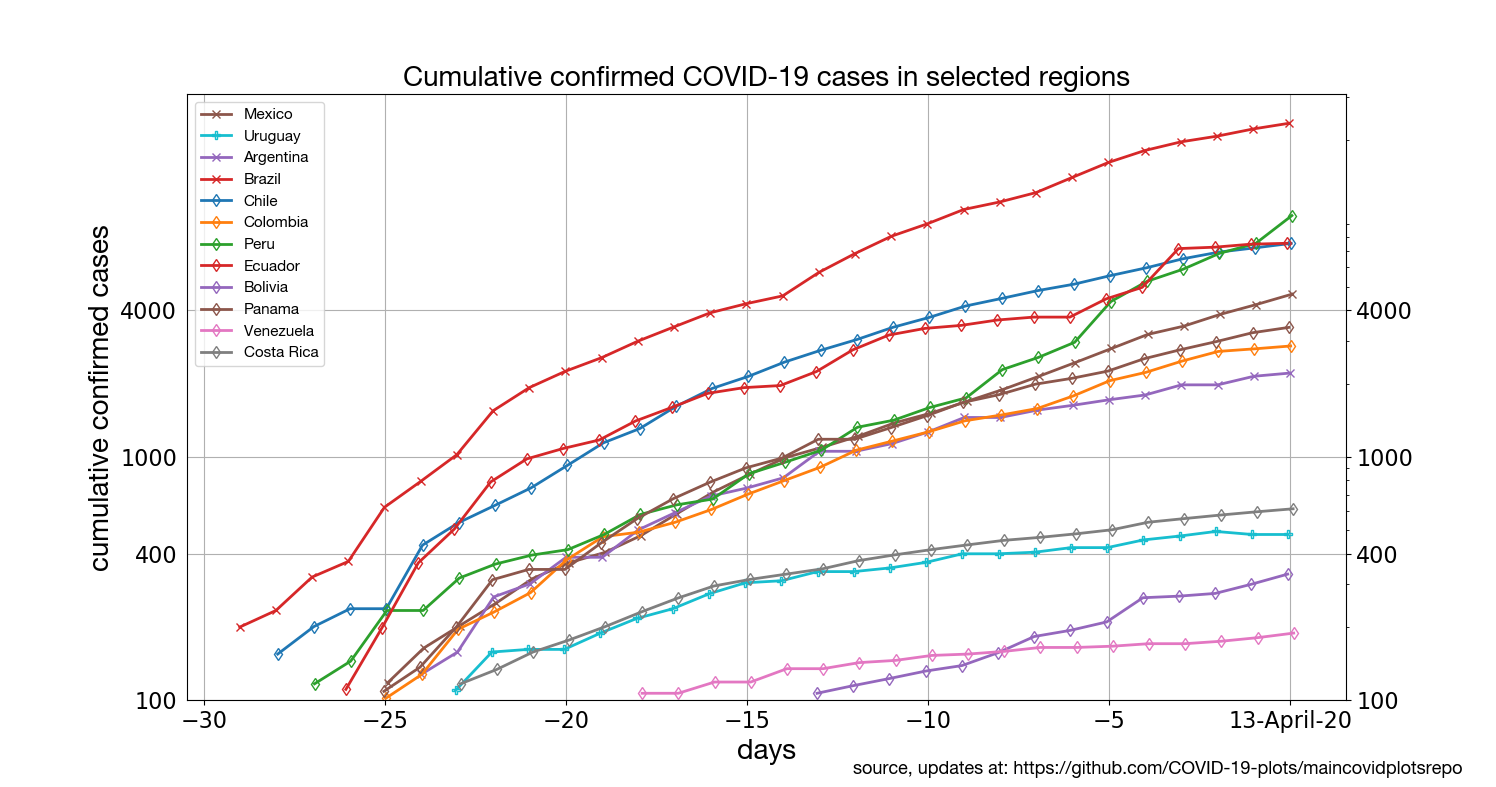 Cumulative confirmed COVID-19 cases in selected regions
Mexico
Uruguay
Argentina
Brazil
Chile
Colombia
Peru
Ecuador
Bolivia
Panama
Venezuela
Costa Rica
cumulative confirmed cases
4000
1000
400
100
4000
1000
400
100
−30
−25
−20
−15
−10
−5
13-April-20
days
source, updates at: https://github.com/COVID-19-plots/maincovidplotsrepo